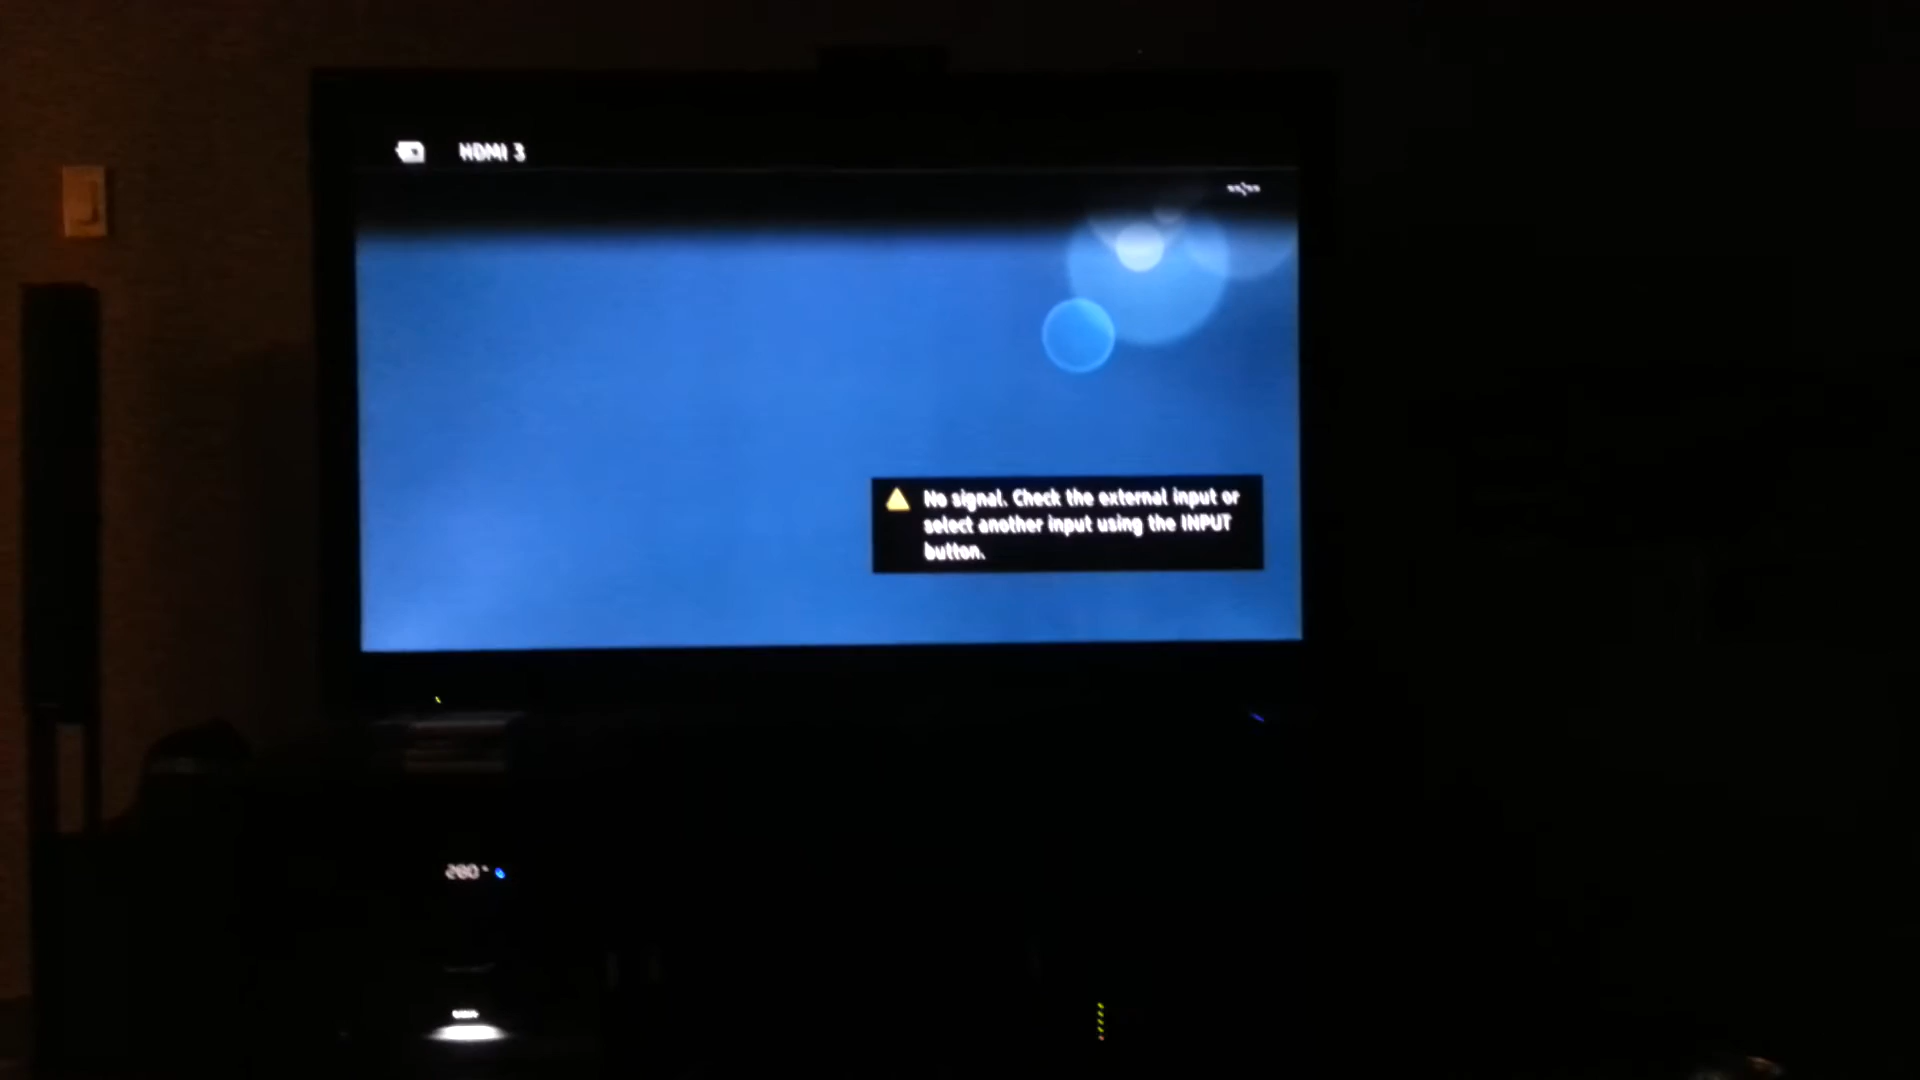 HDMI 3
--/--
No signal. Check the external input or
select another input using the INPUT
button.